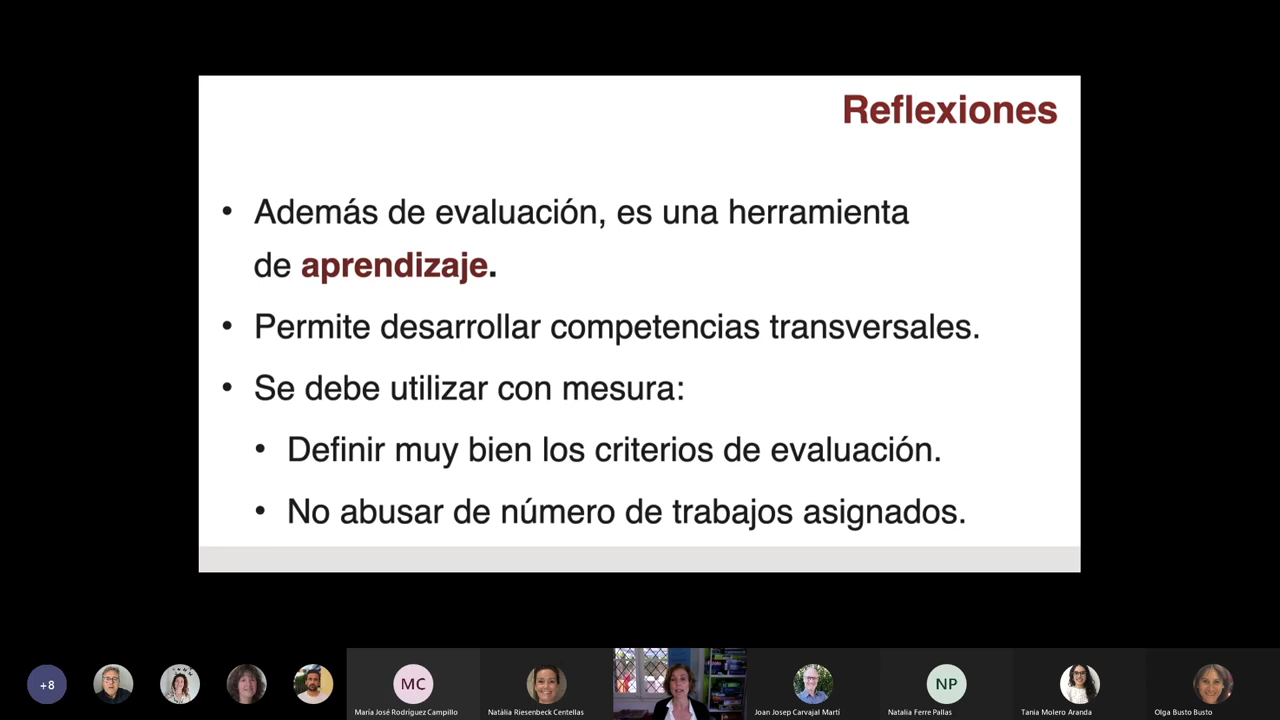 Reflexiones
• Además de evaluación, es una herramienta
de aprendizaje.
• Permite desarrollar competencias transversales.
• Se debe utilizar con mesura:
• Definir muy bien los criterios de evaluación.
• No abusar de número de trabajos asignados.
+8
MC
NP
María José Rodríguez Campillo
Natàlia Riesenbeck Centellas
Joan Josep Carvajal Martí
Natalia Ferre Pallas
Tania Molero Aranda
Olga Busto Busto